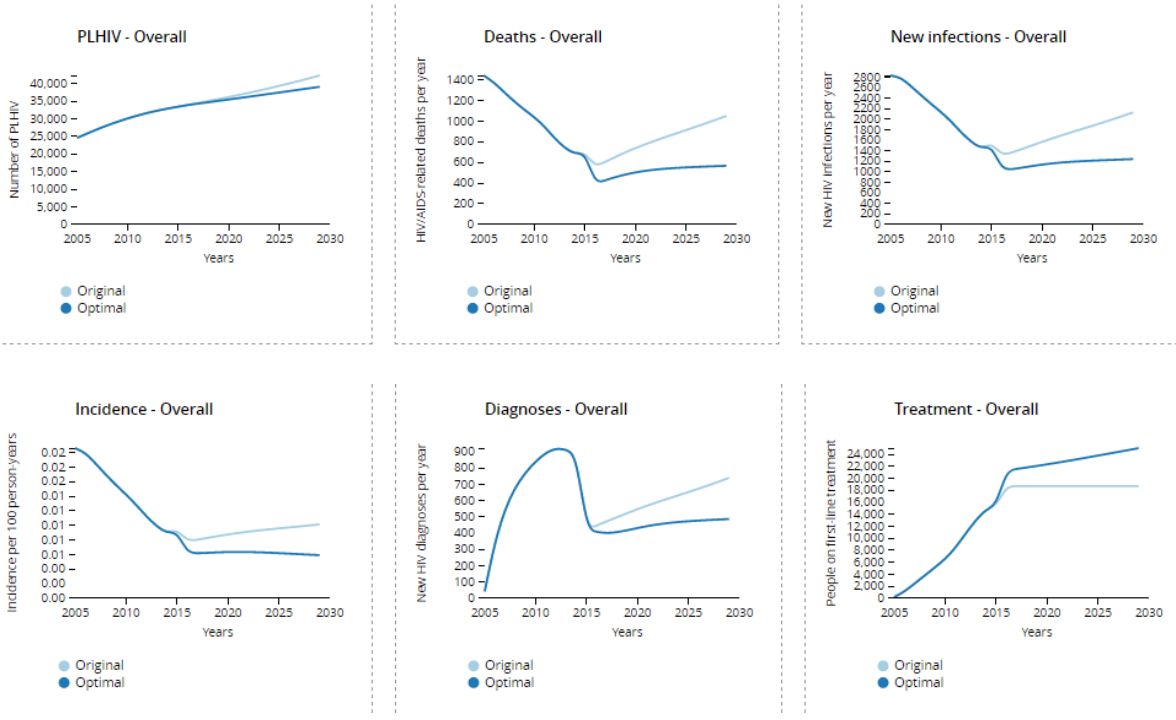 PLHIV - Overall
Number of PLHIV
40,000
35,000
30,000
25,000
20,000
15,000
10,000
5,000
0
2005 2010 2015 2020 2025 2030
Years
Original
Optimal
Deaths - Overall
HIV/AIDS-related deaths per year
1400
1200
1000
800
600
400
200
0
2005 2010 2015 2020 2025 2030
Years
Original
Optimal
New infections - Overall
New HIV infections per year
2800
2600
2400
2200
2000
1800
1600
1400
1200
1000
800
600
400
200
0
2005 2010 2015 2020 2025 2030
Years
Original
Optimal
Incidence - Overall
Incidence per 100 person-years
0.02
0.02
0.02
0.01
0.01
0.01
0.01
0.01
0.00
0.00
0.00
2005 2010 2015 2020 2025 2030
Years
Original
Optimal
Diagnoses - Overall
New HIV diagnoses per year
900
800
700
600
500
400
300
200
100
0
2005 2010 2015 2020 2025 2030
Years
Original
Optimal
Treatment - Overall
People on first-line treatment
24,000
22,000
20,000
18,000
16,000
14,000
12,000
10,000
8,000
6,000
4,000
2,000
0
2005 2010 2015 2020 2025 2030
Years
Original
Optimal